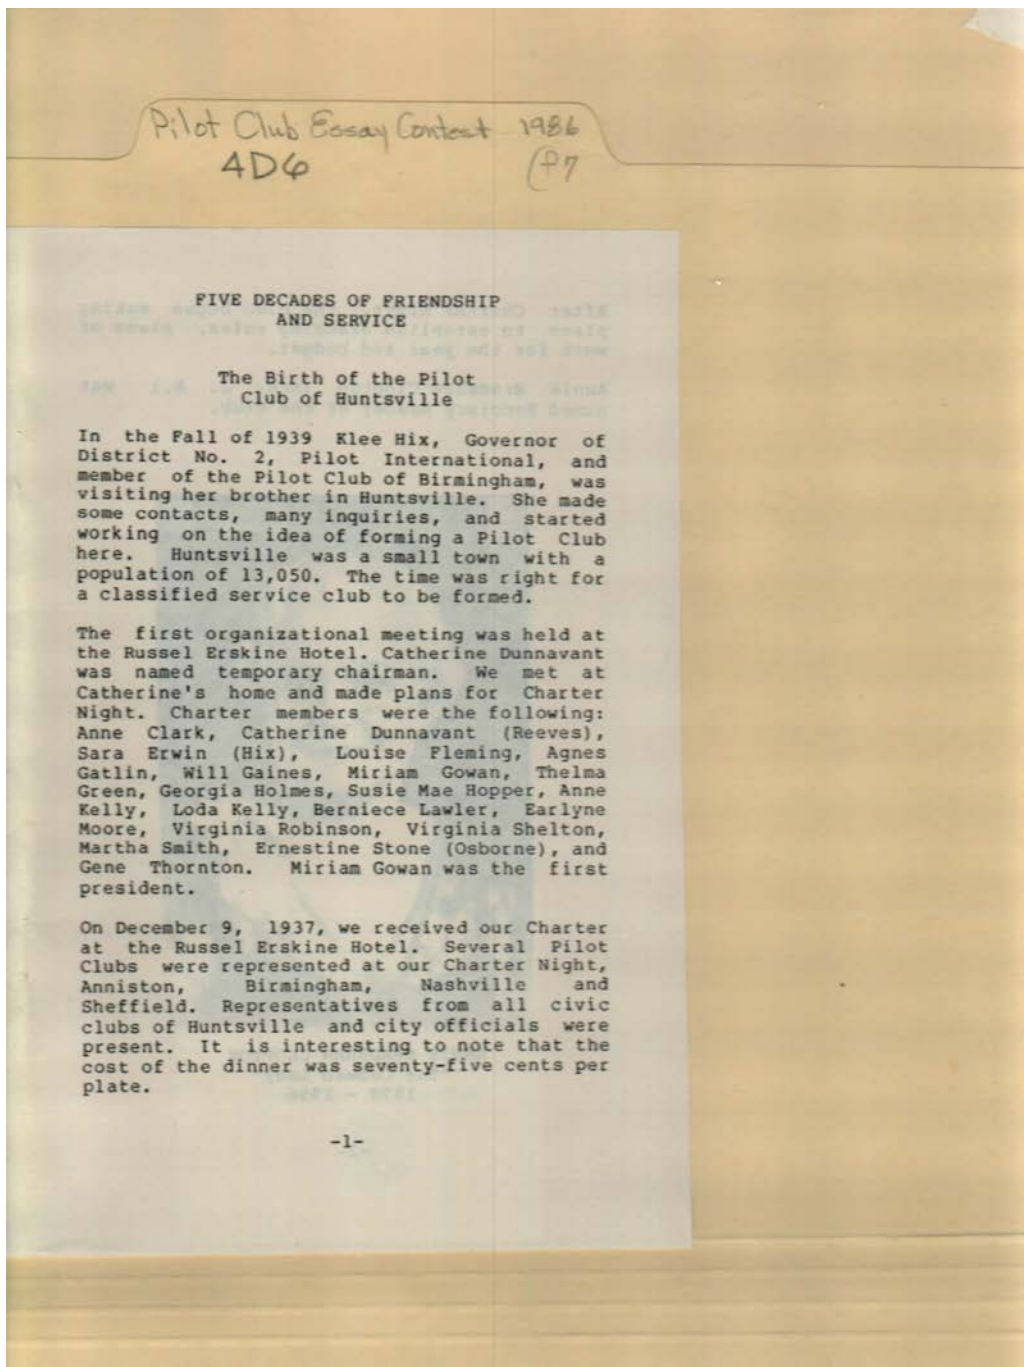 Pilot Club Essay Contest 1986
4D6 (P7
FIVE DECADES OF FRIENDSHIP
AND SERVICE
The Birth of the Pilot
Club of Huntsville
In the Fall of 1939 Klee Hix, Governor of
District No. 2, Pilot International, and
member of the Pilot Club of Birmingham, was
visiting her brother in Huntsville. She made
some contacts, many inquiries, and started
working on the idea of forming a Pilot Club
here. Huntsville was a small town with a
population of 13,050. The time was right for
a classified service club to be formed.
The first organizational meeting was held at
the Russel Erskine Hotel. Catherine Dunnavant
was named temporary chairman. We met at
Catherine's home and made plans for Charter
Night. Charter members were the following:
Anne Clark, Catherine Dunnavant (Reeves),
Sara Erwin (Hix), Louise Fleming, Agnes
Gatlin, Will Gaines, Miriam Gowan, Thelma
Green, Georgia Holmes, Susie Mae Hopper, Anne
Kelly, Loda Kelly, Berniece Lawler, Earlyne
Moore, Virginia Robinson, Virginia Shelton,
Martha Smith, Ernestine Stone (Osborne), and
Gene Thornton. Miriam Gowan was the first
president.
On December 9, 1937, we received our Charter
at the Russel Erskine Hotel. Several Pilot
Clubs were represented at our Charter Night,
Anniston, Birmingham, Nashville and
Sheffield. Representatives from all civic
clubs of Huntsville and city officials were
present. It is interesting to note that the
cost of the dinner was seventy-five cents per
plate.
-1-